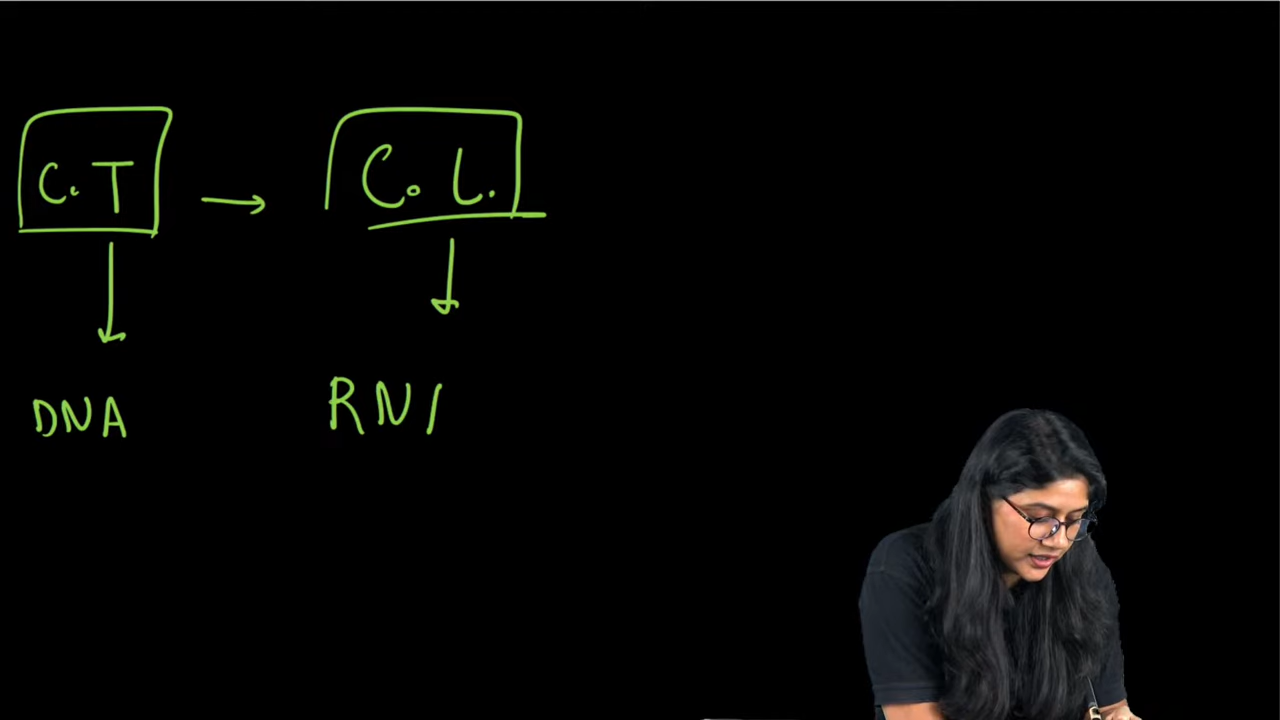 C. T → C. L.
DNA RN/